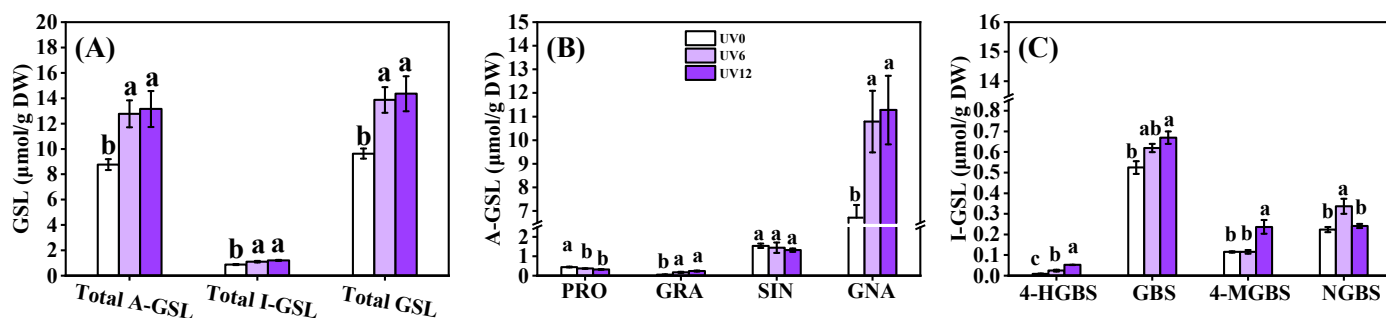 (A)
GSL (μmol/g DW)
20
18
16
14
12
10
8
6
4
2
0
b a a
b a a
b a a
Total A-GSL Total I-GSL Total GSL
(B)
A-GSL (μmol/g DW)
15
14
13
12
11
10
9
8
7
2
1
0
UV0
UV6
UV12
a b b
b a a
a a a
b a a
PRO GRA SIN GNA
(C)
I-GSL (μmol/g DW)
16
15
14
0.8
0.7
0.6
0.5
0.4
0.3
0.2
0.1
0.0
c b a
b ab a
b b a
b a b
4-HGBS GBS 4-MGBS NGBS